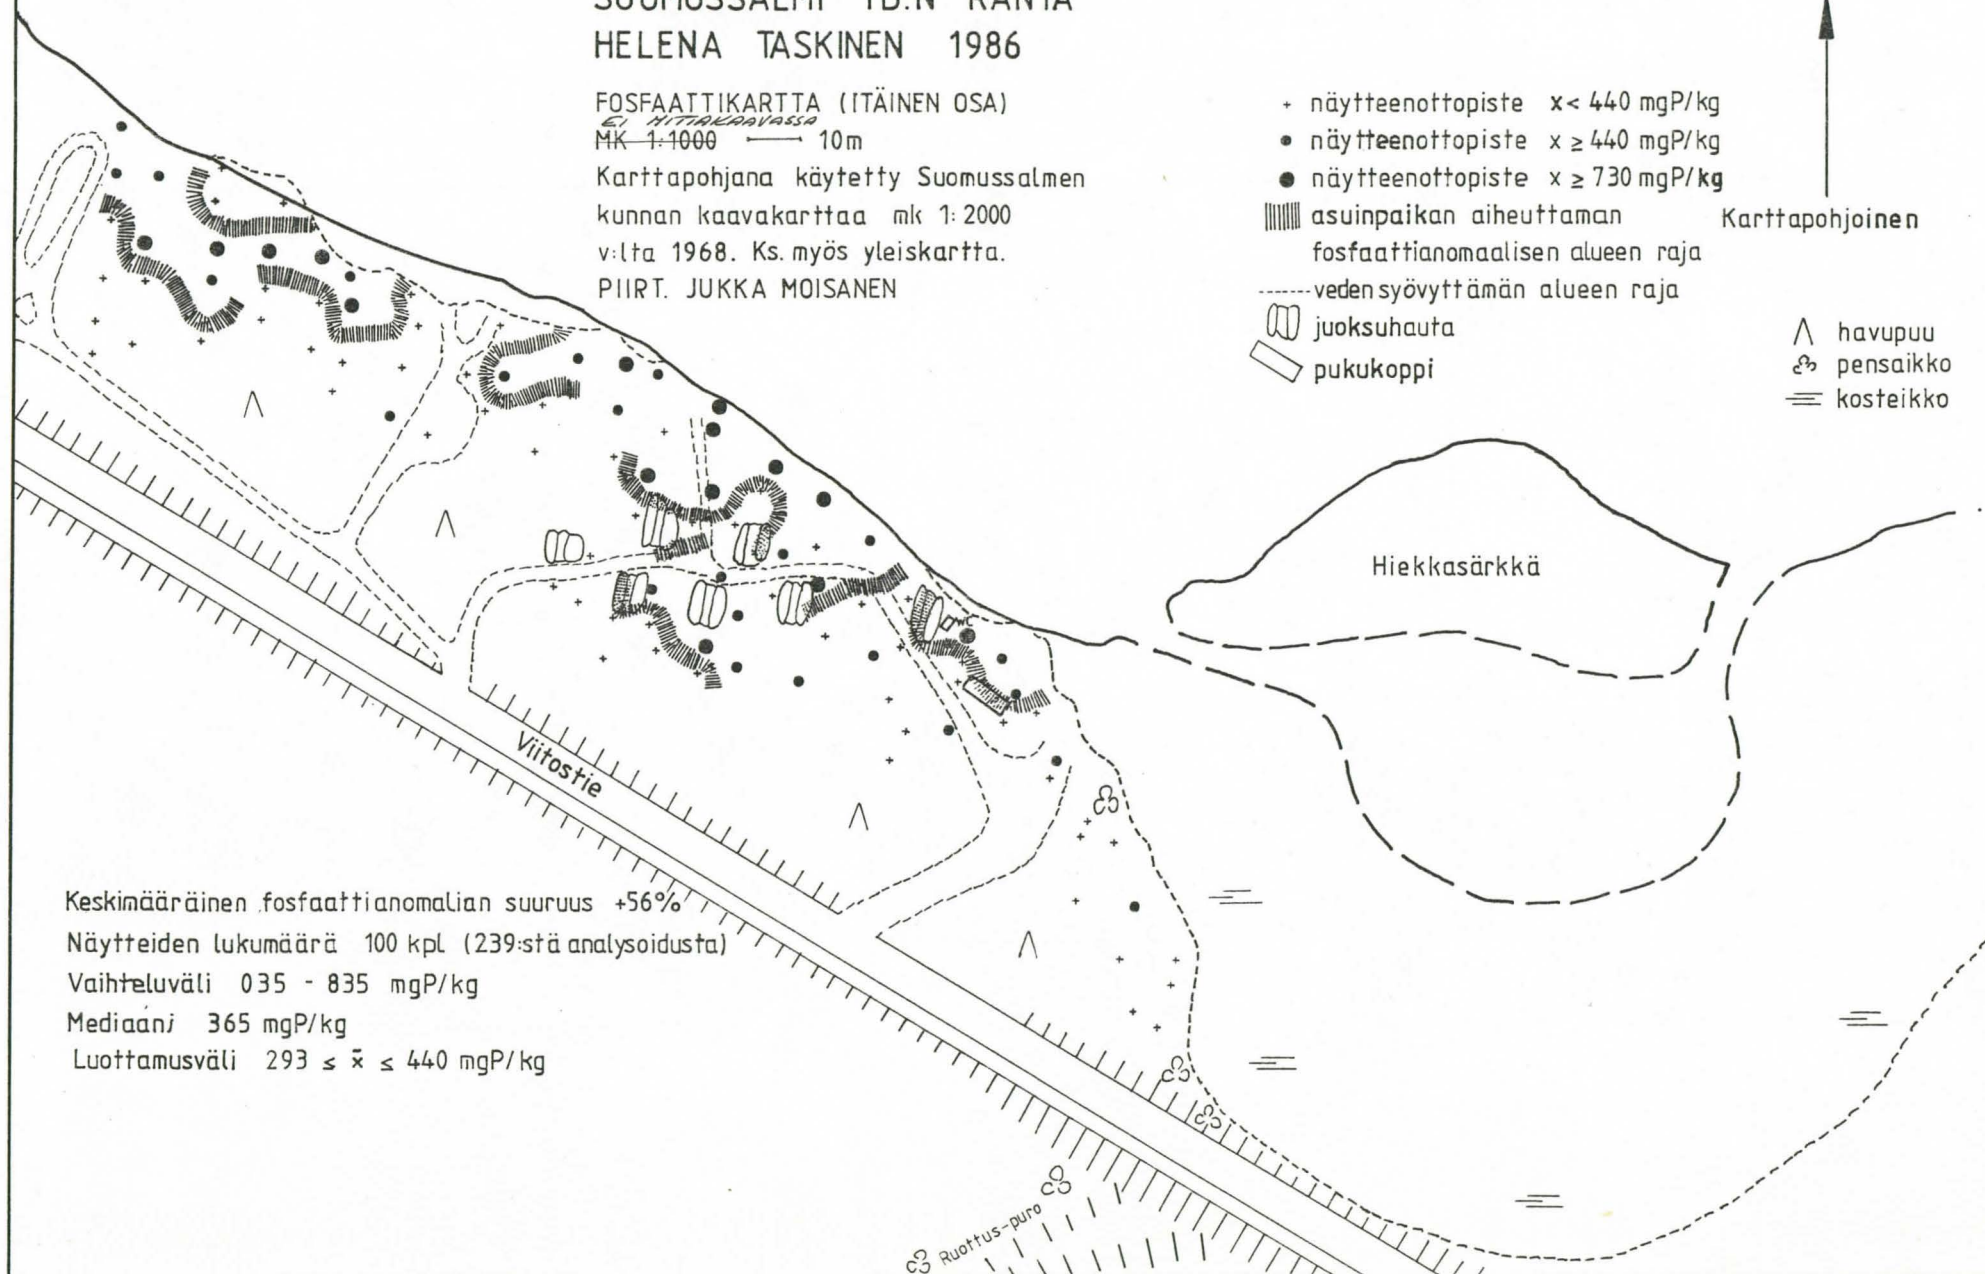 SUOMUSSALMI TB:N RANTA
HELENA TASKINEN 1986
FOSFAATTIKARTTA (ITÄINEN OSA)
EI MITTAKAAVASSA
MK 1:1000 10m
Karttapohjana käytetty Suomussalmen
kunnan kaavakarttaa mk 1:2000
v:lta 1968. Ks. myös yleiskartta.
PIIRT. JUKKA MOISANEN
näytteenottopiste x < 440 mgP/kg
näytteenottopiste x ≥ 440 mgP/kg
näytteenottopiste x ≥ 730 mgP/kg
asuinpaikan aiheuttaman
fosfaattianomaalisen alueen raja
veden syövyttämän alueen raja
juoksuhauta
pukukoppi
Karttapohjoinen
havupuu
pensaikko
kosteikko
Hiekkasärkkä
WC
Viitostie
Keskimääräinen fosfaattianomalian suuruus +56%
Näytteiden lukumäärä 100 kpl (239:stä analysoidusta)
Vaihteluväli 035 - 835 mgP/kg
Mediaani 365 mgP/kg
Luottamusväli 293 ≤ x̄ ≤ 440 mgP/kg
Ruottus-puro